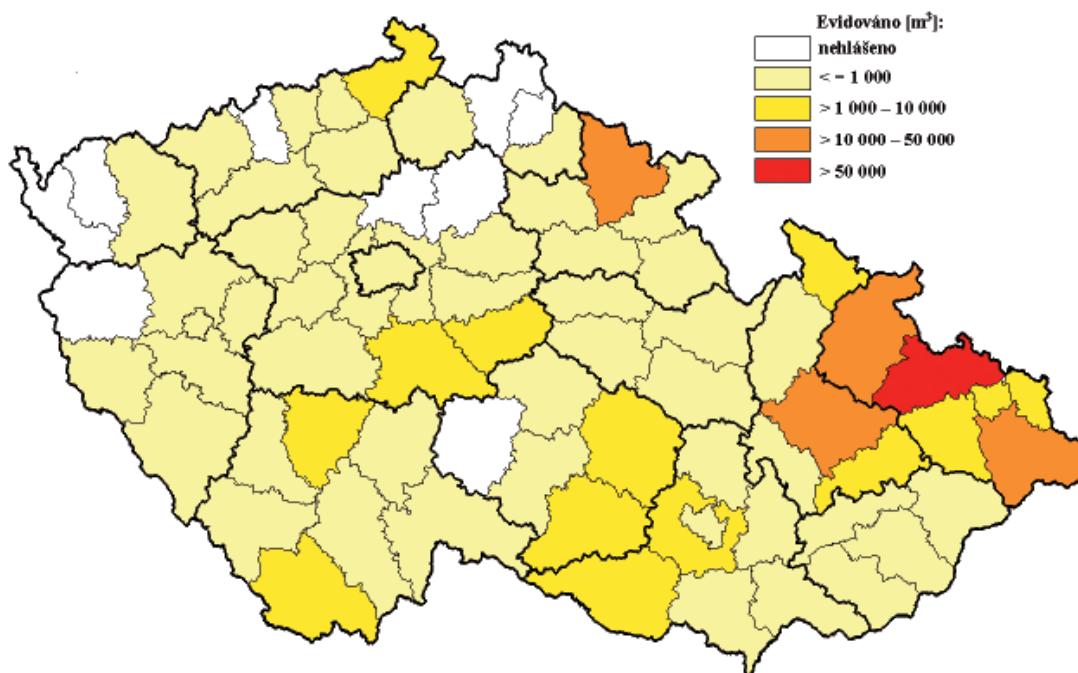 Evidováno [m³]:
nehlášeno
< = 1 000
> 1 000 – 10 000
> 10 000 – 50 000
> 50 000